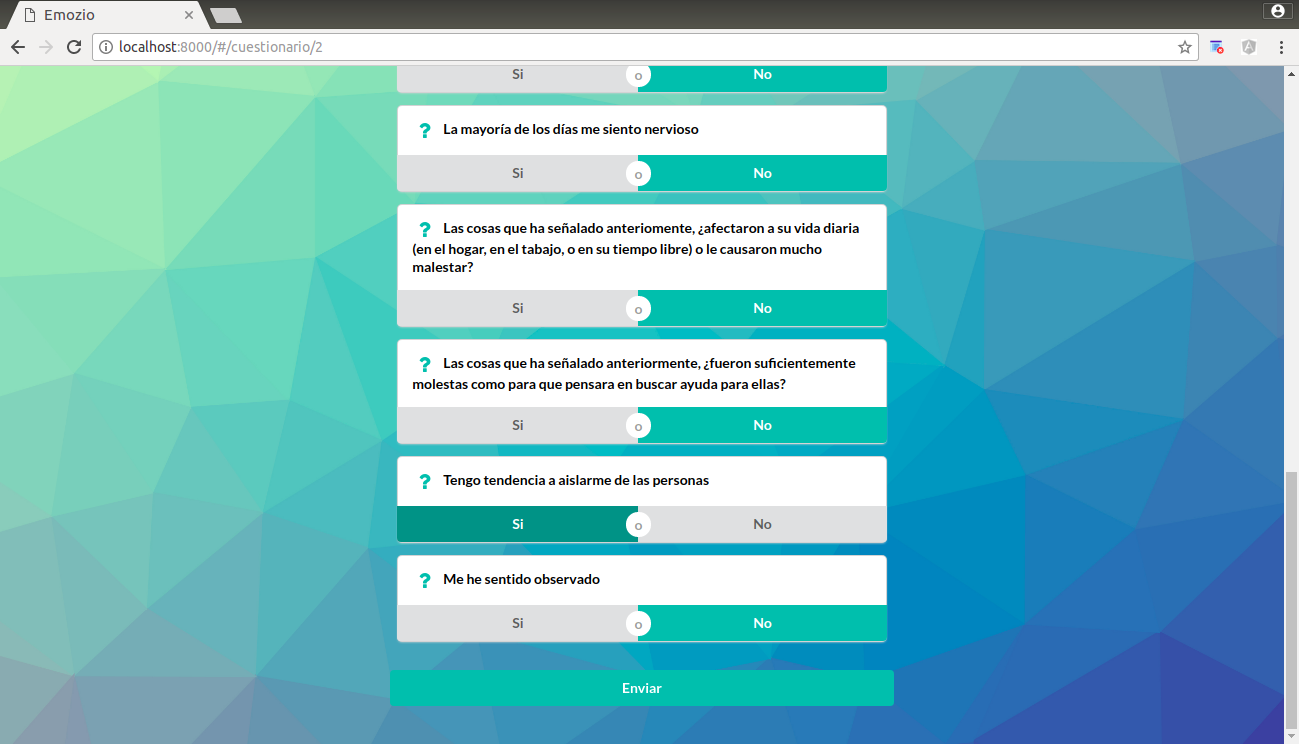 Emozio
localhost:8000/#/cuestionario/2
Si o No
La mayoría de los días me siento nervioso
Si o No
Las cosas que ha señalado anteriomente, ¿afectaron a su vida diaria
(en el hogar, en el tabajo, o en su tiempo libre) o le causaron mucho
malestar?
Si o No
Las cosas que ha señalado anteriormente, ¿fueron suficientemente
molestas como para que pensara en buscar ayuda para ellas?
Si o No
Tengo tendencia a aislarme de las personas
Si o No
Me he sentido observado
Si o No
Enviar